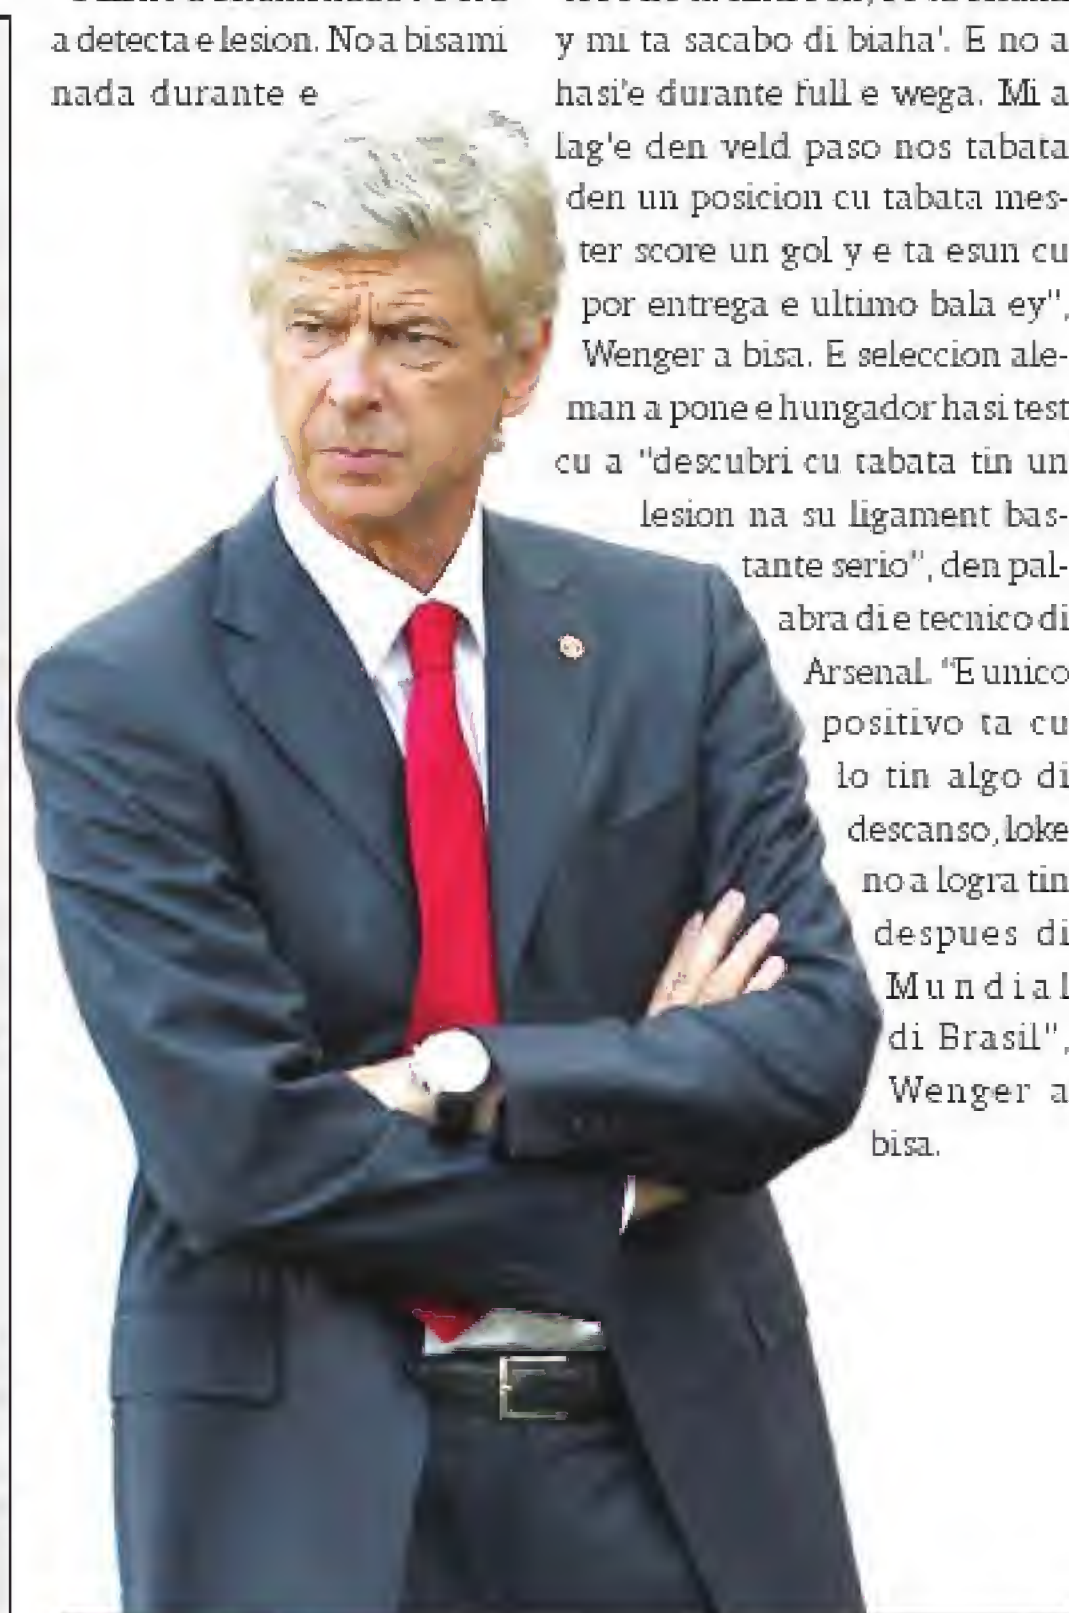 a detecta e lesion. No a bisa mi
nada durante e
y mi ta sacabo di biaha'. E no a
hasi'e durante full e wega. Mi a
lag'e den veld paso nos tabata
den un posicion cu tabata mes-
ter score un gol y e ta esun cu
por entrega e ultimo bala ey",
Wenger a bisa. E seleccion ale-
man a pone e hungador hasi test
cu a "descubri cu tabata tin un
lesion na su ligament bas-
tante serio", den pal-
abra di e tecnico di
Arsenal. "E unico
positivo ta cu
lo tin algo di
descanso, loke
no a logra tin
despues di
Mundial
di Brasil",
Wenger a
bisa.